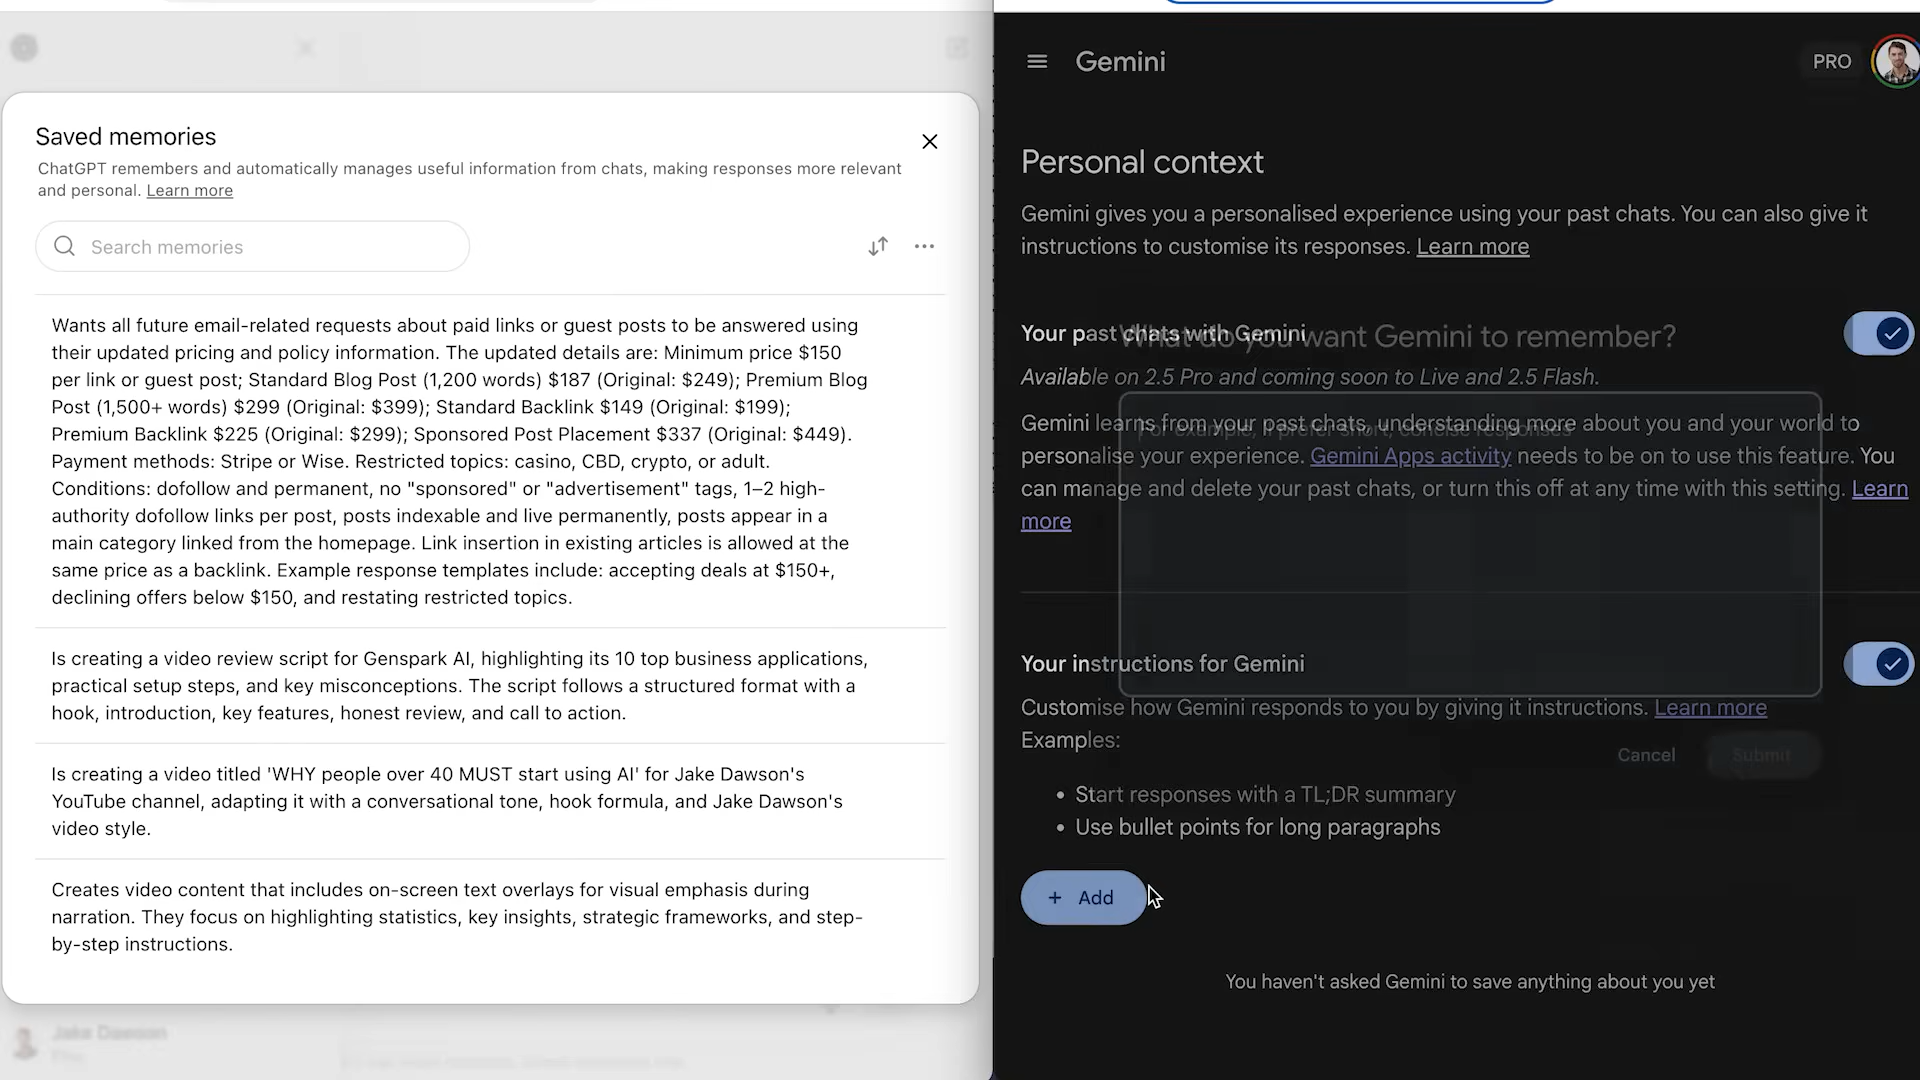 Saved memories
ChatGPT remembers and automatically manages useful information from chats, making responses more relevant
and personal. Learn more
Search memories
Wants all future email-related requests about paid links or guest posts to be answered using
their updated pricing and policy information. The updated details are: Minimum price $150
per link or guest post; Standard Blog Post (1,200 words) $187 (Original: $249); Premium Blog
Post (1,500+ words) $299 (Original: $399); Standard Backlink $149 (Original: $199);
Premium Backlink $225 (Original: $299); Sponsored Post Placement $337 (Original: $449).
Payment methods: Stripe or Wise. Restricted topics: casino, CBD, crypto, or adult.
Conditions: dofollow and permanent, no "sponsored" or "advertisement" tags, 1–2 high-
authority dofollow links per post, posts indexable and live permanently, posts appear in a
main category linked from the homepage. Link insertion in existing articles is allowed at the
same price as a backlink. Example response templates include: accepting deals at $150+,
declining offers below $150, and restating restricted topics.
Is creating a video review script for Genspark AI, highlighting its 10 top business applications,
practical setup steps, and key misconceptions. The script follows a structured format with a
hook, introduction, key features, honest review, and call to action.
Is creating a video titled 'WHY people over 40 MUST start using AI' for Jake Dawson's
YouTube channel, adapting it with a conversational tone, hook formula, and Jake Dawson's
video style.
Creates video content that includes on-screen text overlays for visual emphasis during
narration. They focus on highlighting statistics, key insights, strategic frameworks, and step-
by-step instructions.
Jake Dawson
Gemini
PRO
Personal context
Gemini gives you a personalised experience using your past chats. You can also give it
instructions to customise its responses. Learn more
Your past chats with Gemini
What do you want Gemini to remember?
Available on 2.5 Pro and coming soon to Live and 2.5 Flash.
Gemini learns from your past chats, understanding more about you and your world to
For example, I prefer short, concise responses
personalise your experience. Gemini Apps activity needs to be on to use this feature. You
can manage and delete your past chats, or turn this off at any time with this setting. Learn
more
Your instructions for Gemini
Customise how Gemini responds to you by giving it instructions. Learn more
Examples:
Cancel
Submit
• Start responses with a TL;DR summary
• Use bullet points for long paragraphs
+ Add
You haven't asked Gemini to save anything about you yet